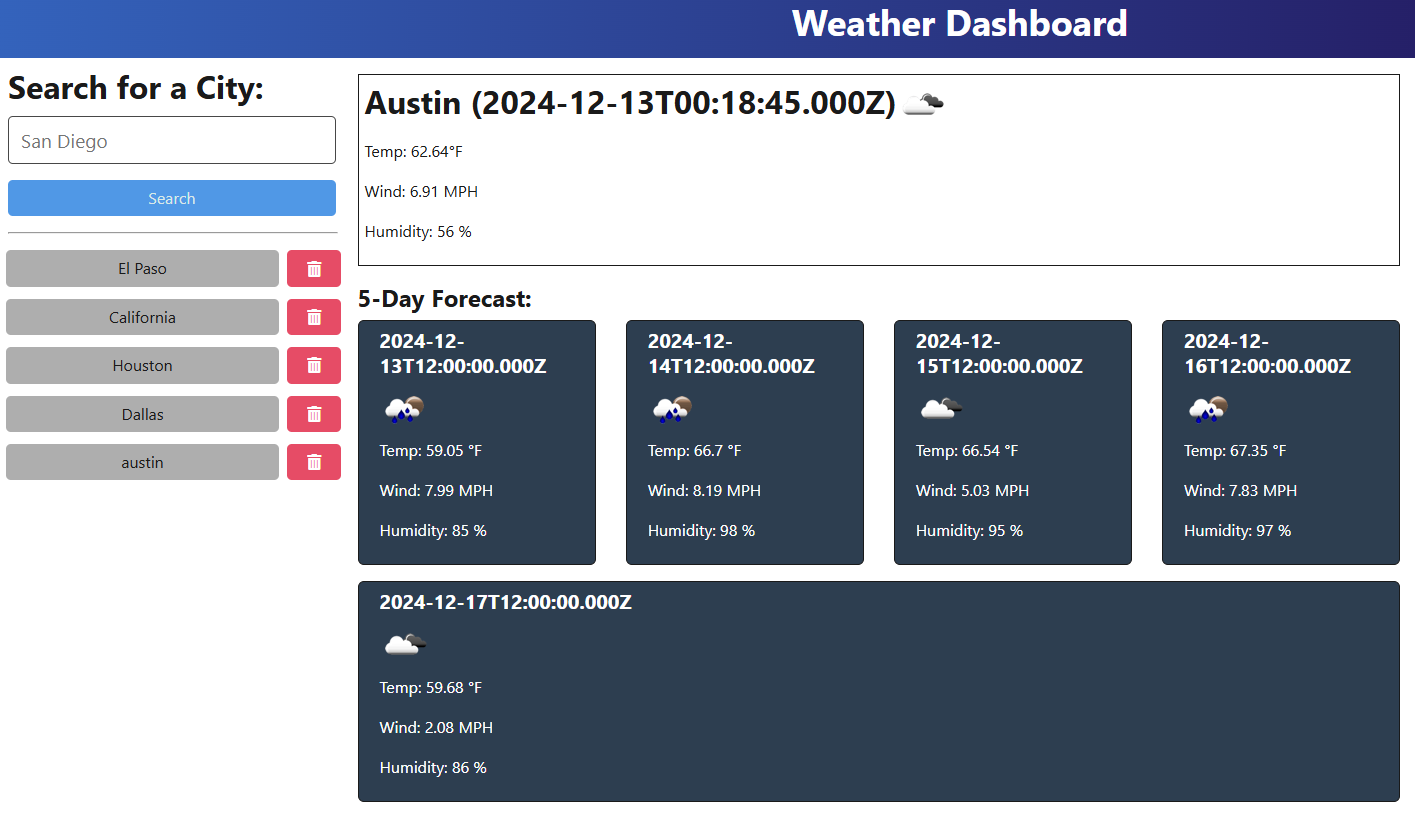 Weather Dashboard
Search for a City:
San Diego
Search
El Paso
California
Houston
Dallas
austin
Austin (2024-12-13T00:18:45.000Z)
Temp: 62.64°F
Wind: 6.91 MPH
Humidity: 56 %
5-Day Forecast:
2024-12-
13T12:00:00.000Z
Temp: 59.05 °F
Wind: 7.99 MPH
Humidity: 85 %
2024-12-
14T12:00:00.000Z
Temp: 66.7 °F
Wind: 8.19 MPH
Humidity: 98 %
2024-12-
15T12:00:00.000Z
Temp: 66.54 °F
Wind: 5.03 MPH
Humidity: 95 %
2024-12-
16T12:00:00.000Z
Temp: 67.35 °F
Wind: 7.83 MPH
Humidity: 97 %
2024-12-17T12:00:00.000Z
Temp: 59.68 °F
Wind: 2.08 MPH
Humidity: 86 %